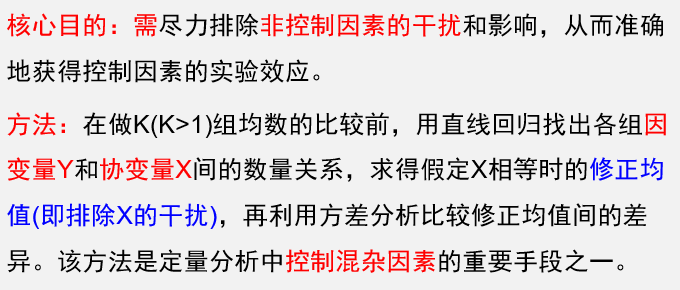 核心目的：需尽力排除非控制因素的干扰和影响，从而准确
地获得控制因素的实验效应。
方法：在做K(K>1)组均数的比较前，用直线回归找出各组因
变量Y和协变量X间的数量关系，求得假定X相等时的修正均
值(即排除X的干扰)，再利用方差分析比较修正均值间的差
异。该方法是定量分析中控制混杂因素的重要手段之一。